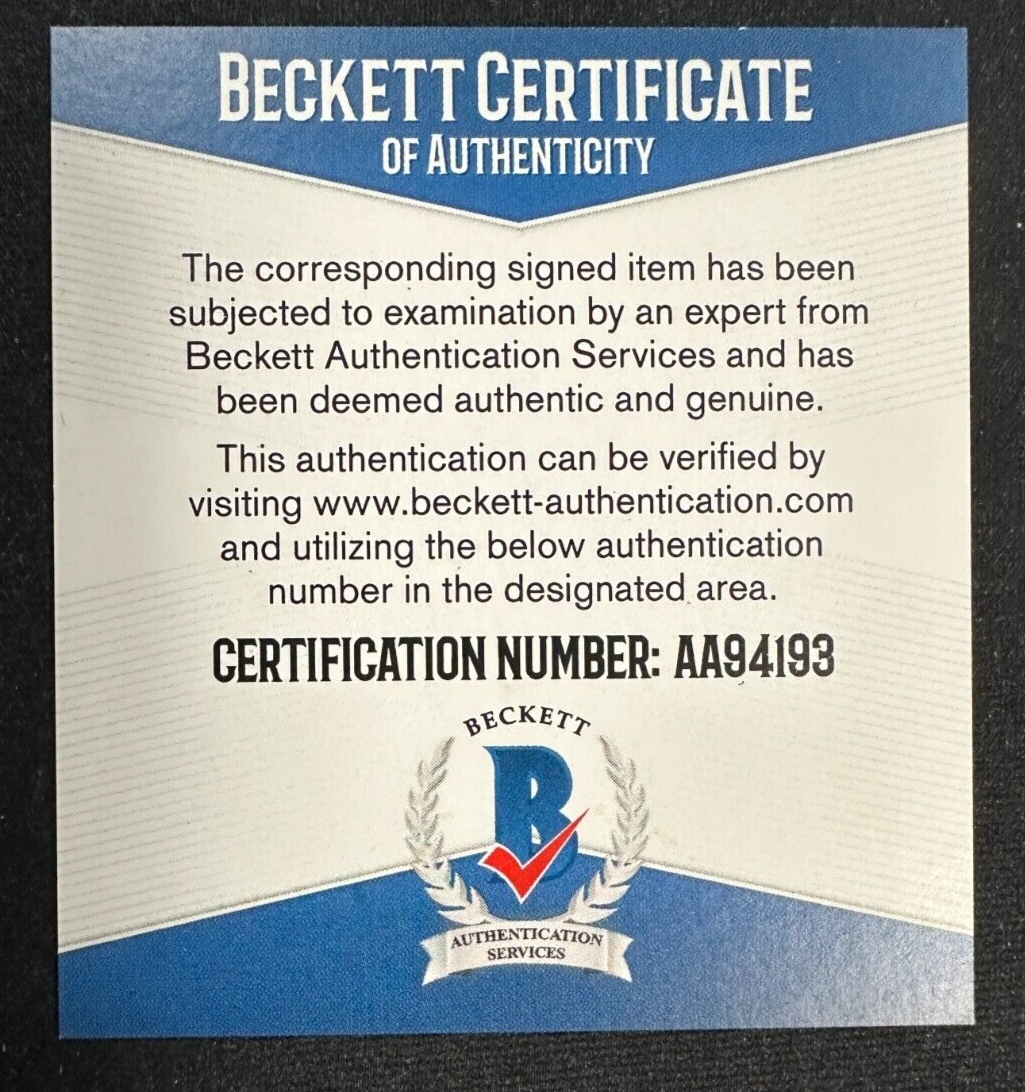 BECKETT CERTIFICATE
OF AUTHENTICITY
The corresponding signed item has been
subjected to examination by an expert from
Beckett Authentication Services and has
been deemed authentic and genuine.
This authentication can be verified by
visiting www.beckett-authentication.com
and utilizing the below authentication
number in the designated area.
CERTIFICATION NUMBER: AA94193
BECKETT
B
AUTHENTICATION
SERVICES